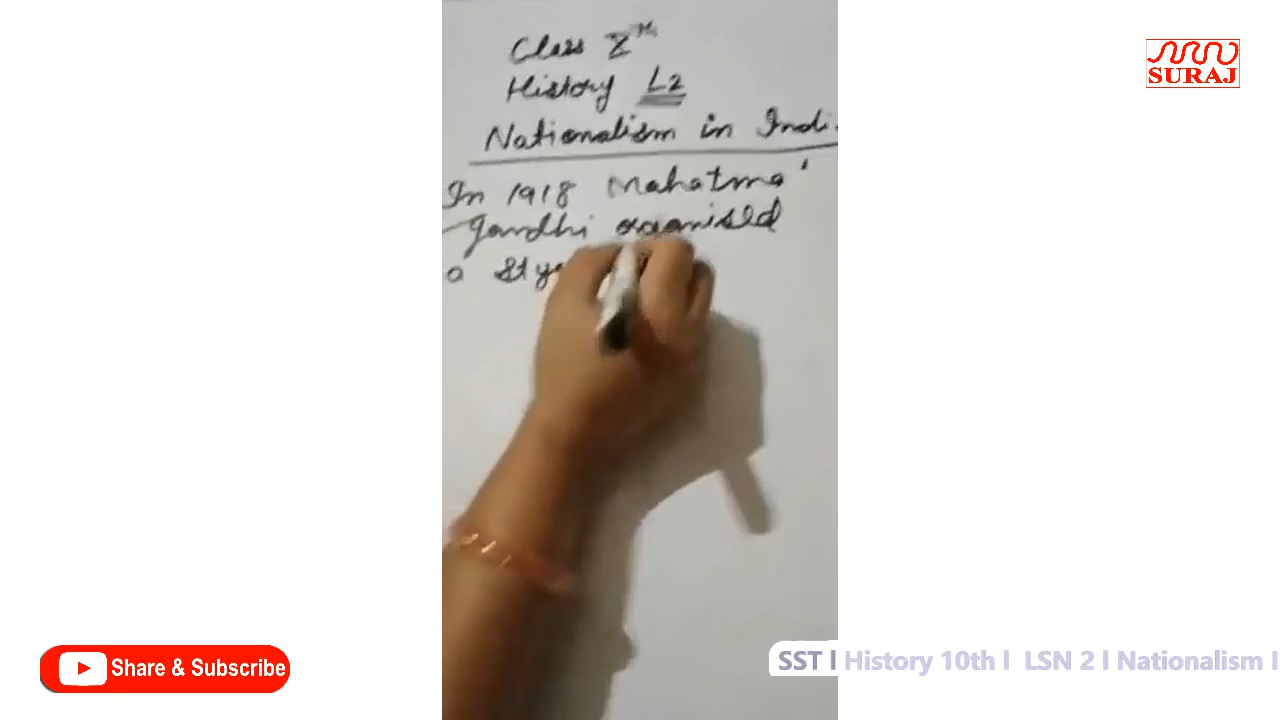 Class Xth
History L2
Nationalism in Indi
In 1918 Mahatma
Gandhi organised
a
SURAJ
Share & Subscribe
SST I History 10th I LSN 2 I Nationalism I